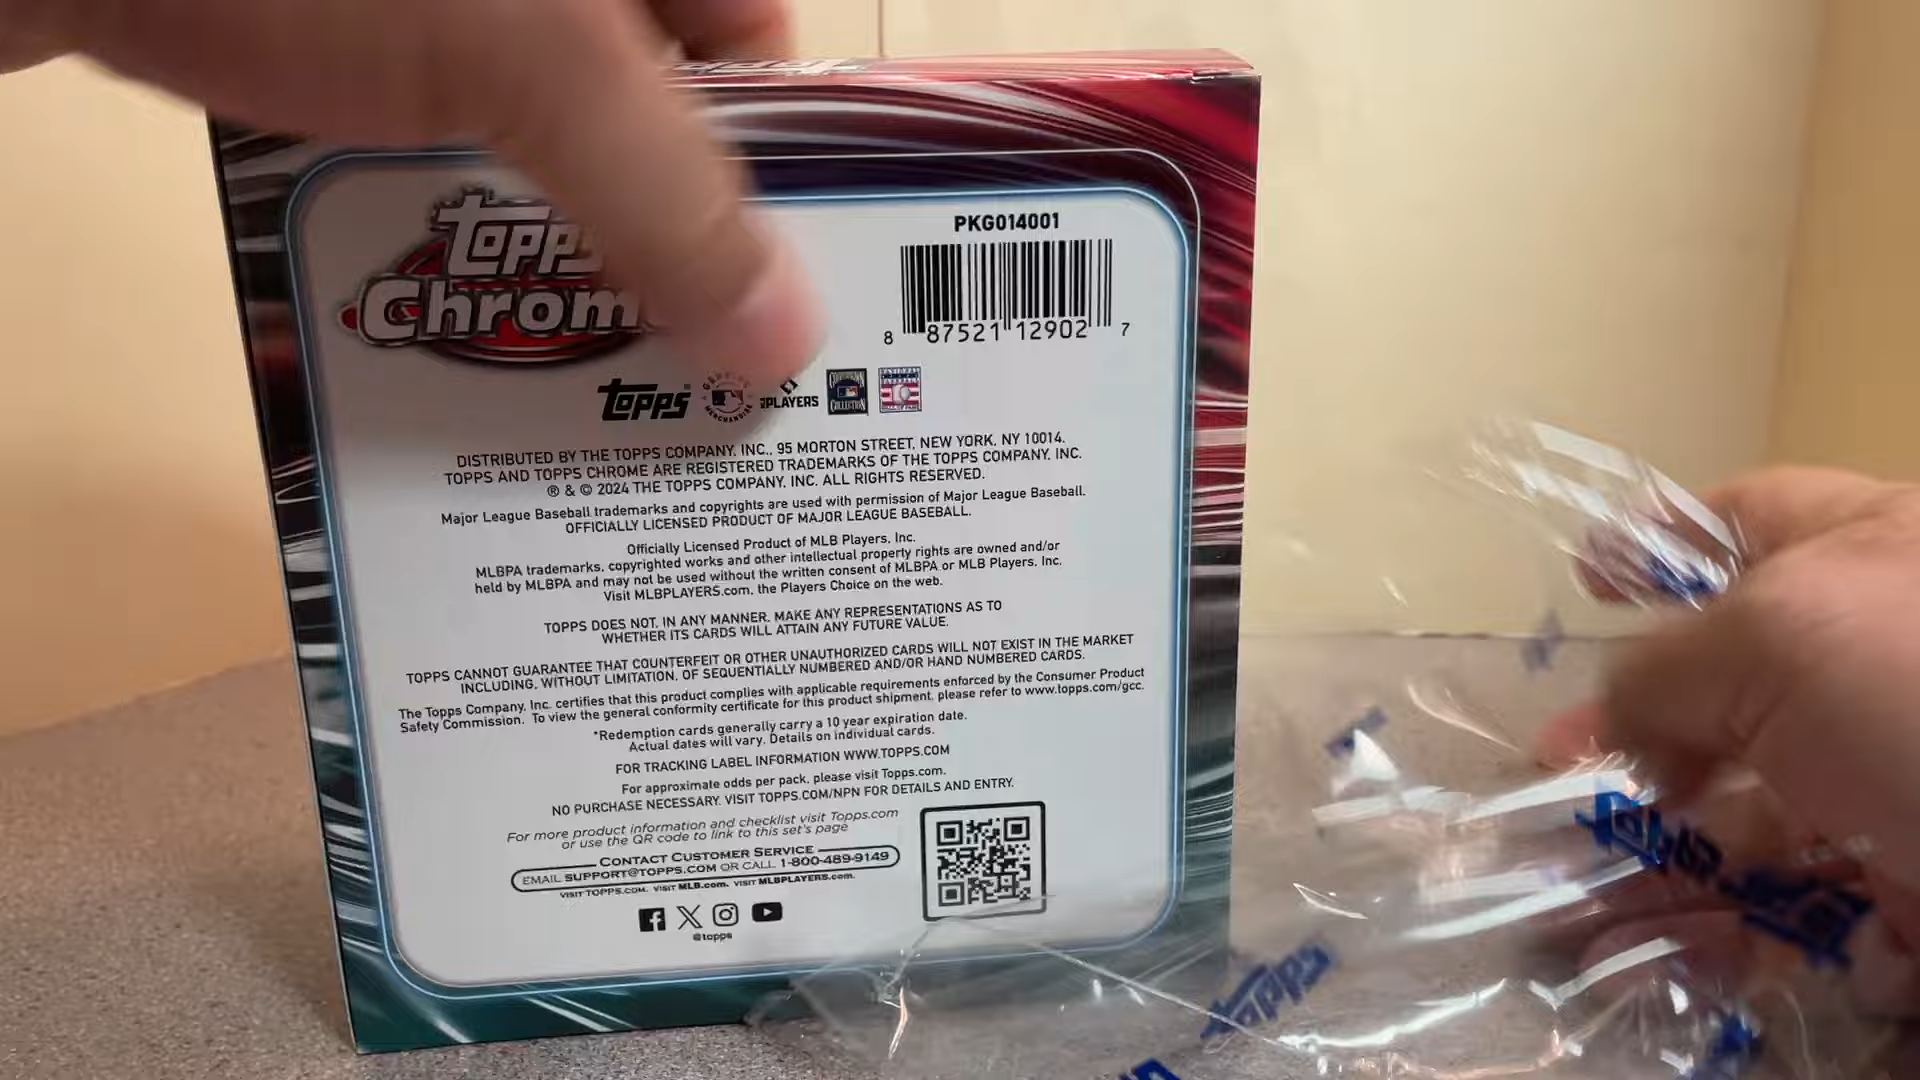 PKG014001
topps
Chrom
8 87521 12902 7
topps
PLAYERS
COOPERSTOWN
COLLECTION
DISTRIBUTED BY THE TOPPS COMPANY, INC., 95 MORTON STREET, NEW YORK, NY 10014.
TOPPS AND TOPPS CHROME ARE REGISTERED TRADEMARKS OF THE TOPPS COMPANY, INC.
® & © 2024 THE TOPPS COMPANY, INC. ALL RIGHTS RESERVED.
Major League Baseball trademarks and copyrights are used with permission of Major League Baseball.
OFFICIALLY LICENSED PRODUCT OF MAJOR LEAGUE BASEBALL.
Officially Licensed Product of MLB Players, Inc.
MLBPA trademarks, copyrighted works and other intellectual property rights are owned and/or
held by MLBPA and may not be used without the written consent of MLBPA or MLB Players, Inc.
Visit MLBPLAYERS.com, the Players Choice on the web.
TOPPS DOES NOT, IN ANY MANNER, MAKE ANY REPRESENTATIONS AS TO
WHETHER ITS CARDS WILL ATTAIN ANY FUTURE VALUE.
TOPPS CANNOT GUARANTEE THAT COUNTERFEIT OR OTHER UNAUTHORIZED CARDS WILL NOT EXIST IN THE MARKET
INCLUDING, WITHOUT LIMITATION, OF SEQUENTIALLY NUMBERED AND/OR HAND NUMBERED CARDS.
The Topps Company, Inc. certifies that this product complies with applicable requirements enforced by the Consumer Product
Safety Commission. To view the general conformity certificate for this product shipment, please refer to www.topps.com/gcc.
*Redemption cards generally carry a 10 year expiration date.
Actual dates will vary. Details on individual cards.
FOR TRACKING LABEL INFORMATION WWW.TOPPS.COM
For approximate odds per pack, please visit Topps.com.
NO PURCHASE NECESSARY. VISIT TOPPS.COM/NPN FOR DETAILS AND ENTRY.
For more product information and checklist visit Topps.com
or use the QR code to link to this set's page
CONTACT CUSTOMER SERVICE
EMAIL SUPPORT@TOPPS.COM OR CALL 1-800-489-9149
VISIT TOPPS.COM. VISIT MLB.com. VISIT MLBPLAYERS.com.
@topps
topps